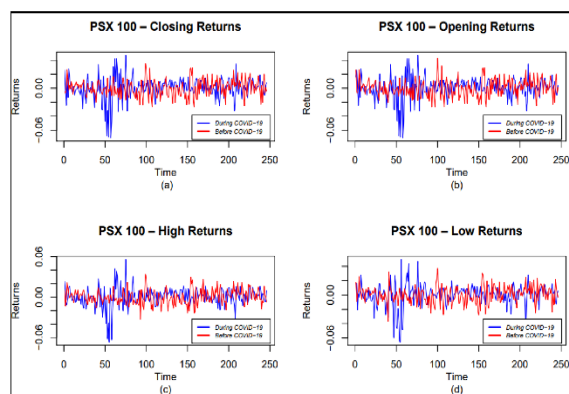 PSX 100 – Closing Returns
Returns
0.00
-0.06
During COVID-19
Before COVID-19
0 50 100 150 200 250
Time
(a)
PSX 100 – Opening Returns
Returns
0.00
-0.06
During COVID-19
Before COVID-19
0 50 100 150 200 250
Time
(b)
PSX 100 – High Returns
Returns
0.06
0.00
-0.06
During COVID-19
Before COVID-19
0 50 100 150 200 250
Time
(c)
PSX 100 – Low Returns
Returns
0.00
-0.06
During COVID-19
Before COVID-19
0 50 100 150 200 250
Time
(d)